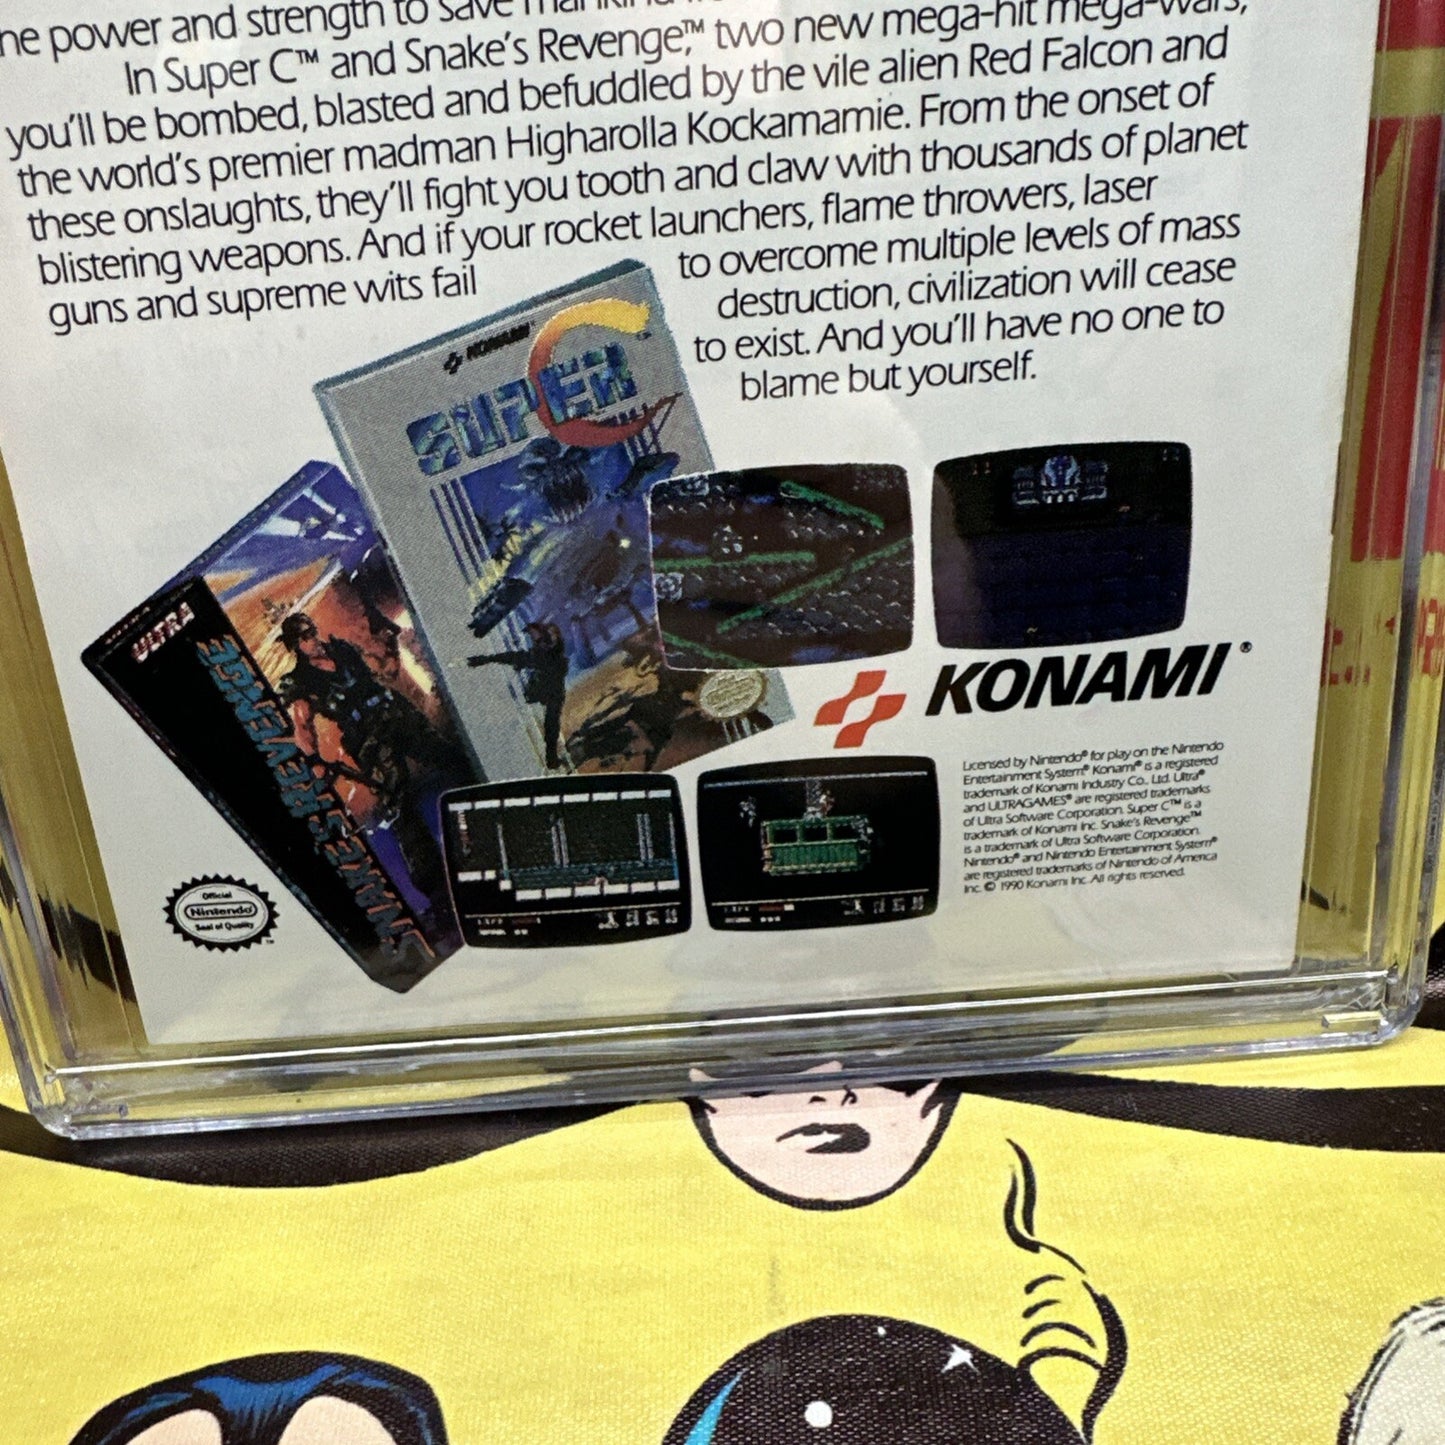 he power and strength to save mankind
In Super C™ and Snake's Revenge,™ two new mega-hit mega-wars,
you'll be bombed, blasted and befuddled by the vile alien Red Falcon and
the world's premier madman Higharolla Kockamamie. From the onset of
these onslaughts, they'll fight you tooth and claw with thousands of planet
blistering weapons. And if your rocket launchers, flame throwers, laser
guns and supreme wits fail
to overcome multiple levels of mass
destruction, civilization will cease
to exist. And you'll have no one to
blame but yourself.
KONAMI
SUPER C
ULTRA
SNAKE'S REVENGE
KONAMI®
Licensed by Nintendo® for play on the Nintendo
Entertainment System® Konami® is a registered
trademark of Konami Industry Co., Ltd. Ultra®
and ULTRAGAMES® are registered trademarks
of Ultra Software Corporation. Super C™ is a
trademark of Konami Inc. Snake's Revenge™
is a trademark of Ultra Software Corporation.
Nintendo® and Nintendo Entertainment System®
are registered trademarks of Nintendo of America
Inc. © 1990 Konami Inc. All rights reserved.
Official
Nintendo
Seal of Quality
TM
LIFE
LIFE